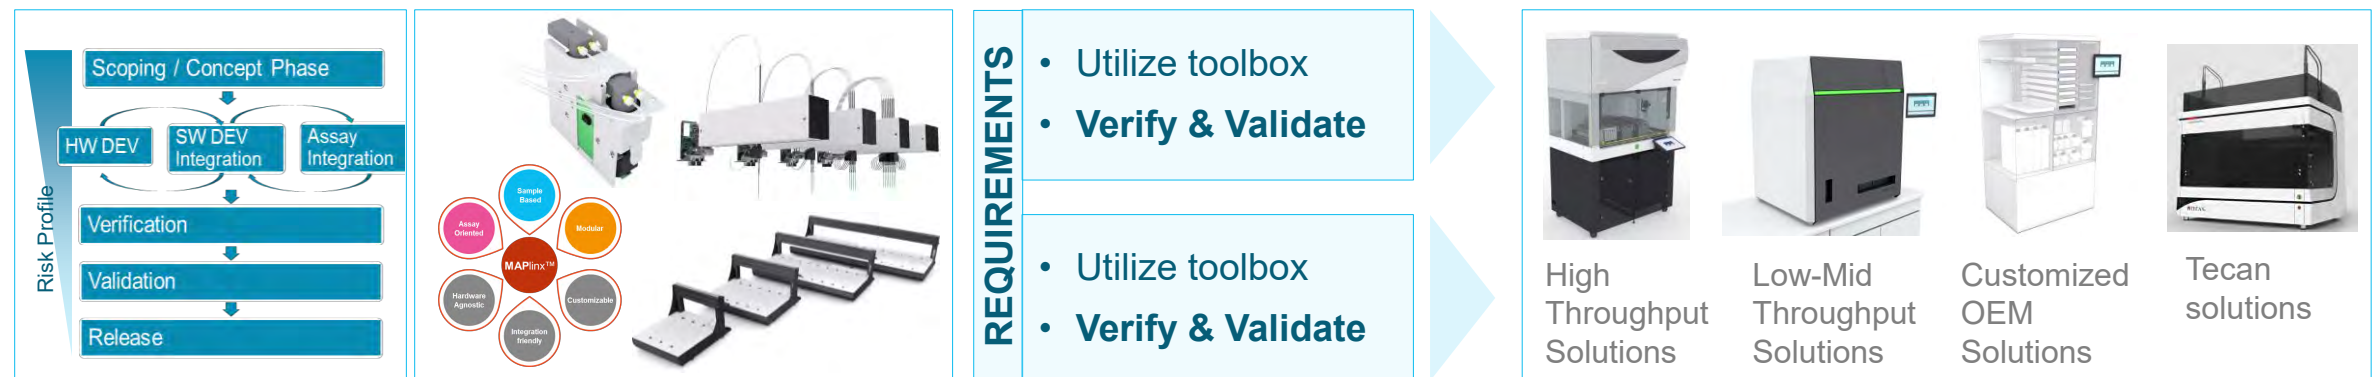 Risk Profile
Scoping / Concept Phase
HW DEV
SW DEV
Integration
Assay
Integration
Verification
Validation
Release
Sample
Based
Assay
Oriented
Modular
MAPlinx™
Hardware
Agnostic
Customizable
Integration
friendly
REQUIREMENTS
• Utilize toolbox
• Verify & Validate
• Utilize toolbox
• Verify & Validate
High
Throughput
Solutions
Low-Mid
Throughput
Solutions
Customized
OEM
Solutions
Tecan
solutions